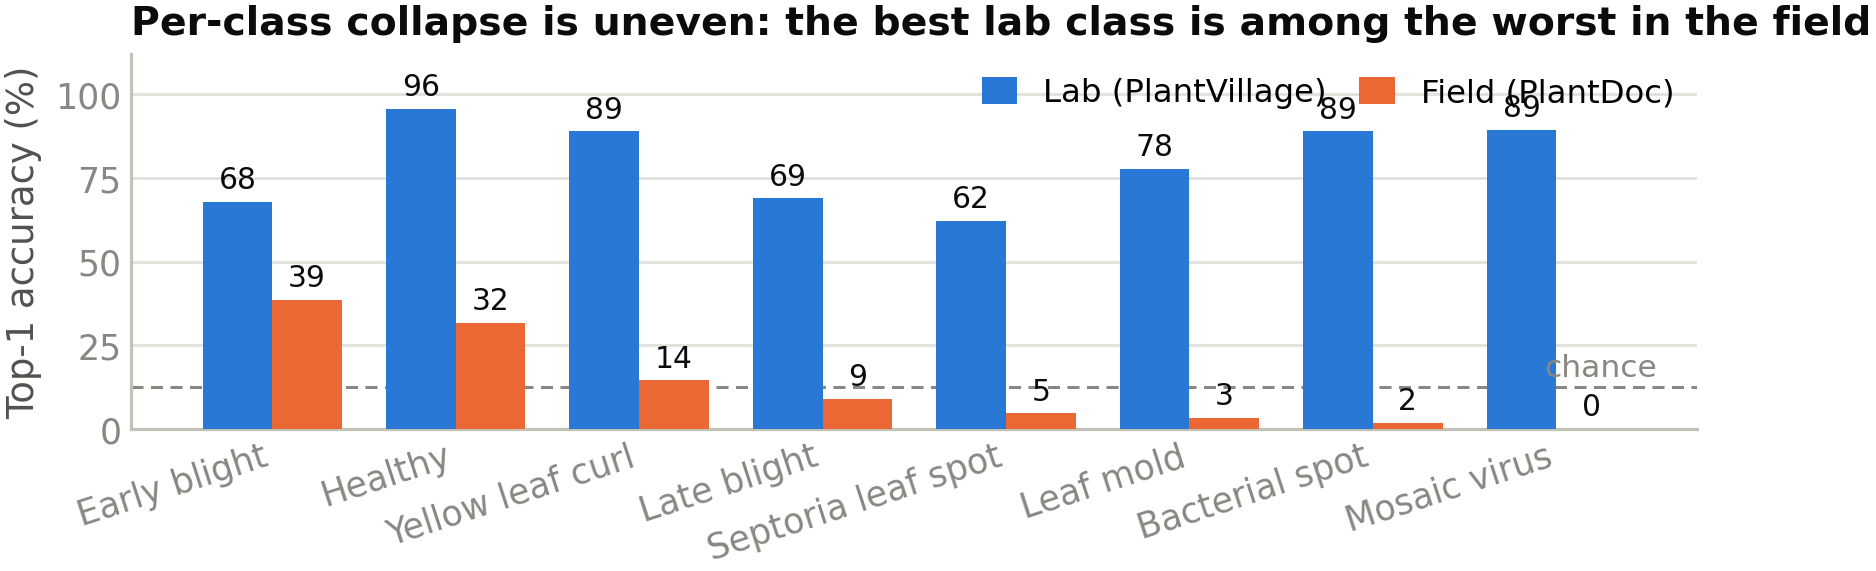 Per-class collapse is uneven: the best lab class is among the worst in the field
Top-1 accuracy (%)
100
75
50
25
0
Lab (PlantVillage)
Field (PlantDoc)
68
39
96
32
89
14
69
9
62
5
78
3
89
2
89
0
chance
Early blight
Healthy
Yellow leaf curl
Late blight
Septoria leaf spot
Leaf mold
Bacterial spot
Mosaic virus